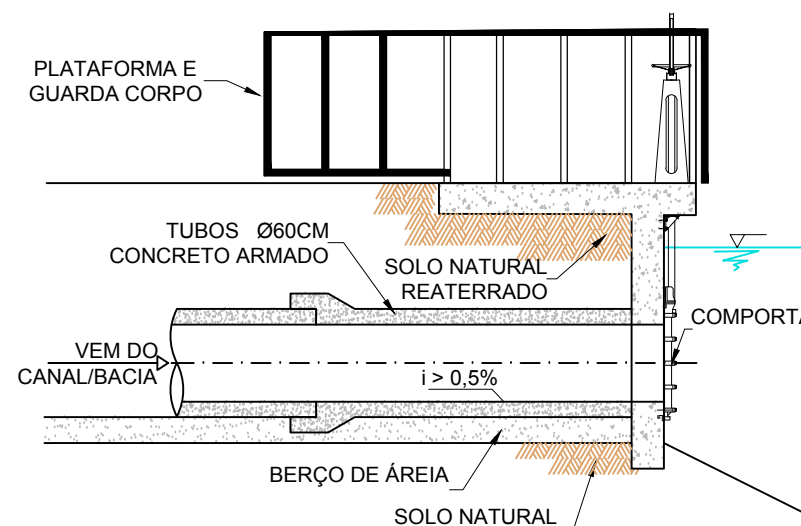 PLATAFORMA E
GUARDA CORPO
TUBOS Ø60CM
CONCRETO ARMADO
SOLO NATURAL
REATERRADO
COMPORTA
VEM DO
CANAL/BACIA
i > 0,5%
BERÇO DE ÁREIA
SOLO NATURAL